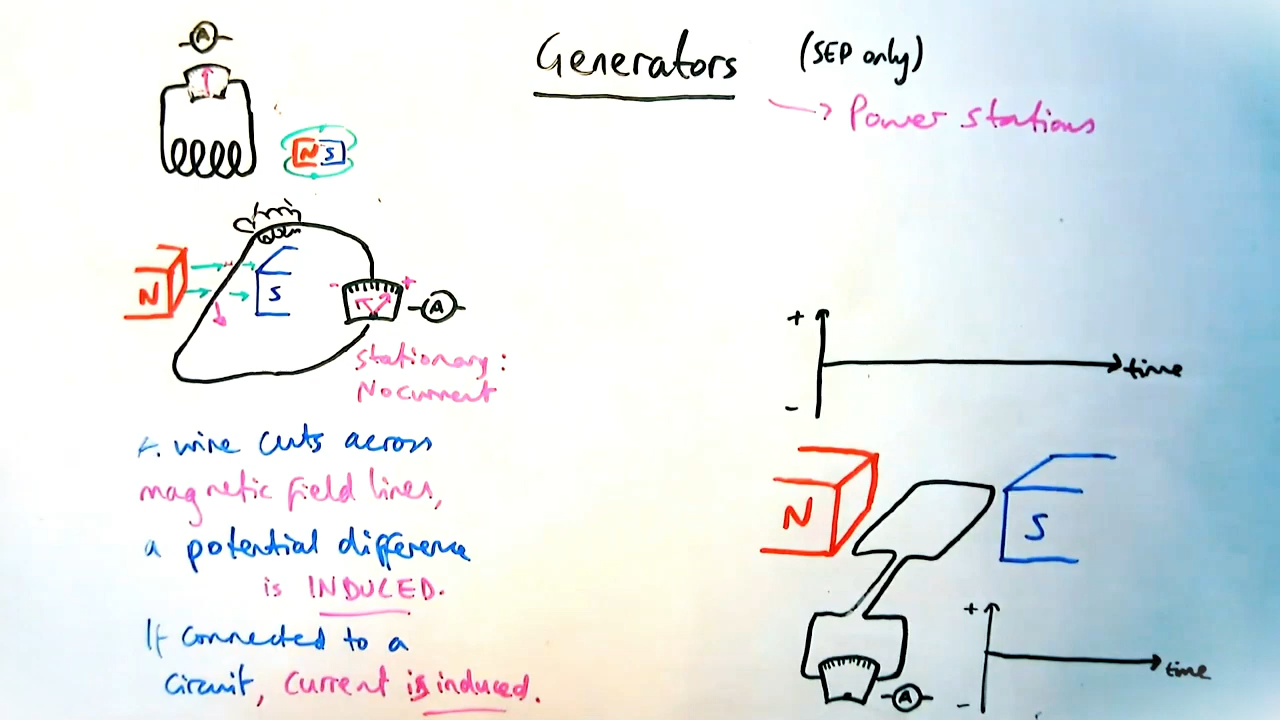 Generators (SEP only)
→ Power stations
A
N S
N S
- +
A
stationary:
No current
If wire cuts across
magnetic field lines,
a potential difference
is INDUCED.
If connected to a
circuit, current is induced.
+
- time
N S
+
- time
A